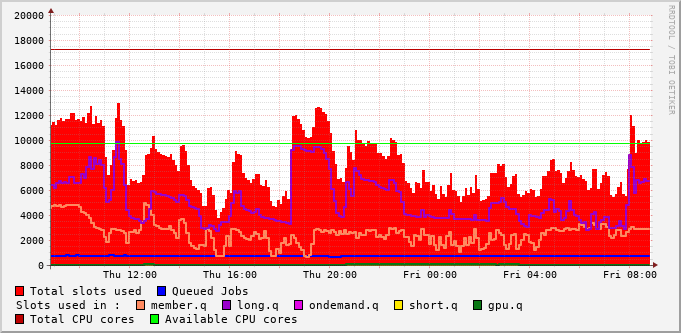 RRDTOOL / TOBI OETIKER
20000
18000
16000
14000
12000
10000
8000
6000
4000
2000
0
Thu 12:00 Thu 16:00 Thu 20:00 Fri 00:00 Fri 04:00 Fri 08:00
Total slots used Queued Jobs
Slots used in : member.q long.q ondemand.q short.q gpu.q
Total CPU cores Available CPU cores